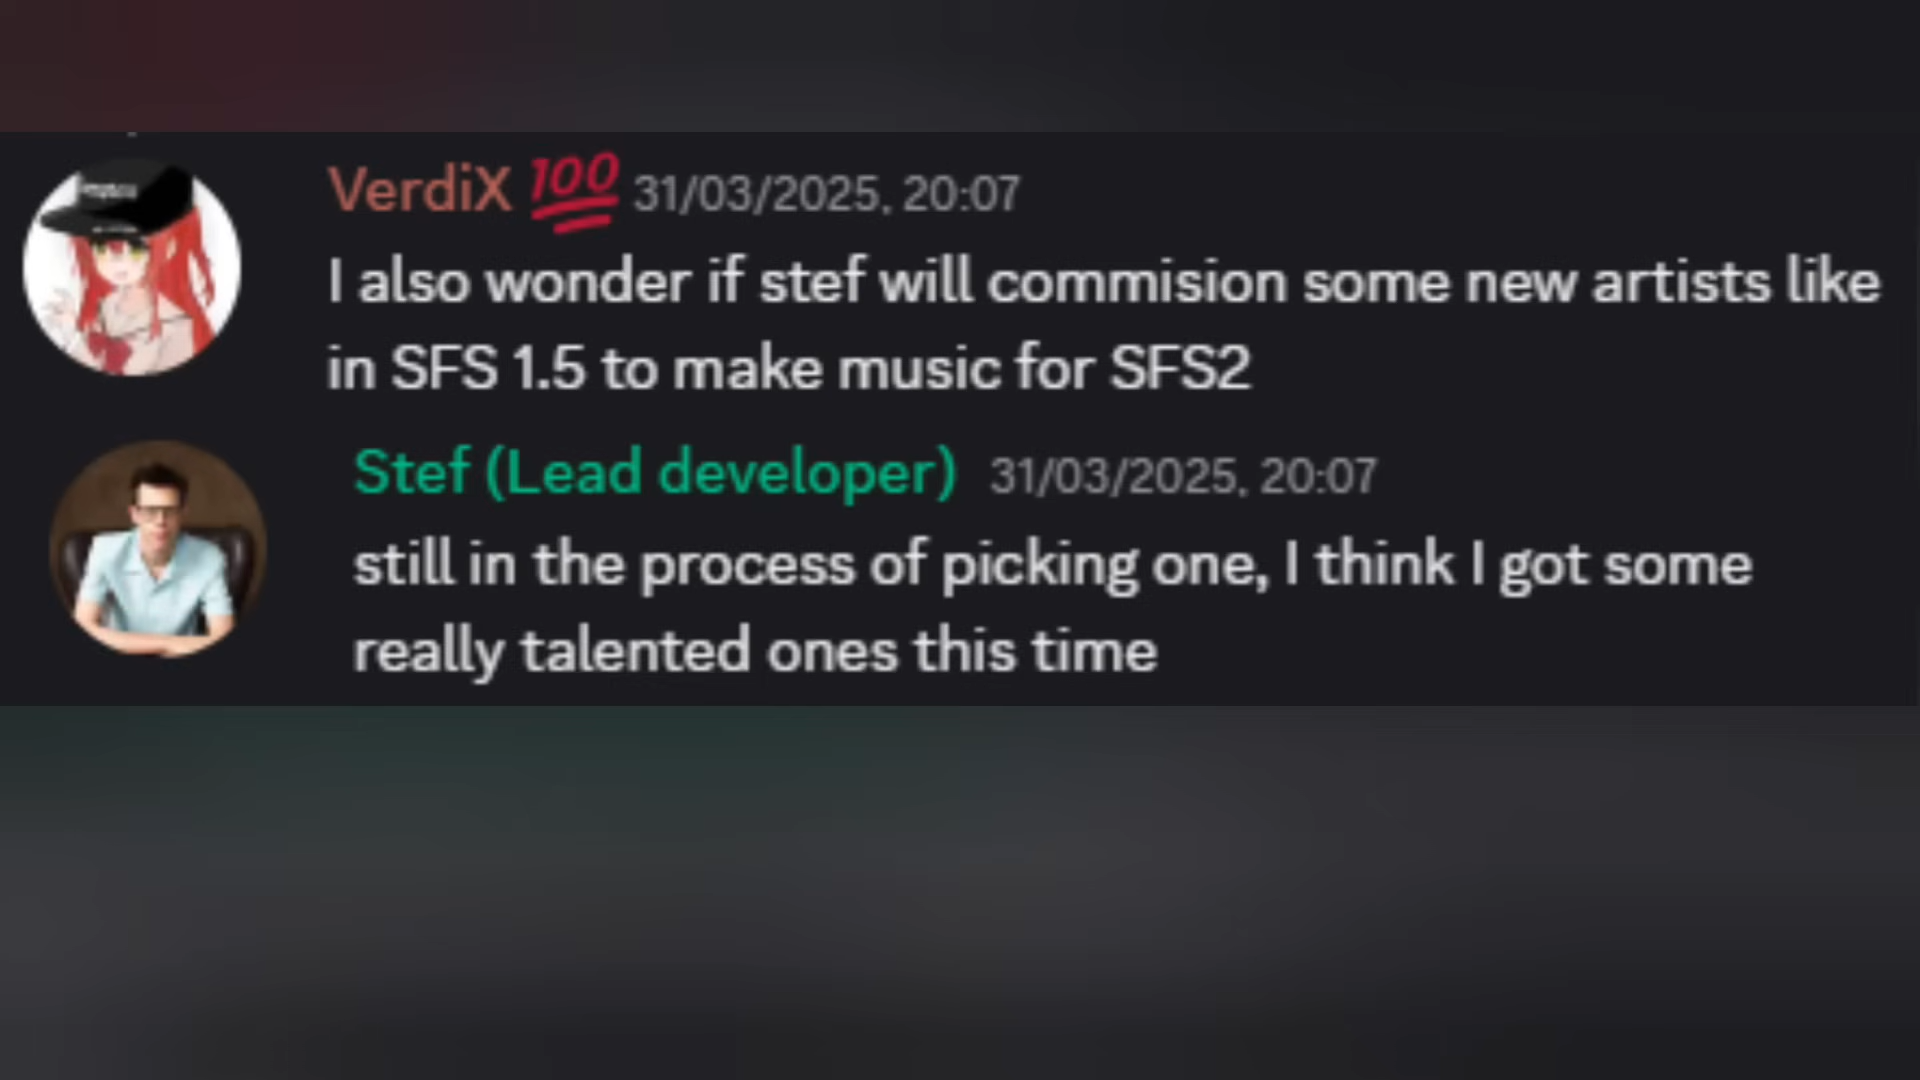 VerdiX 💯 31/03/2025, 20:07
I also wonder if stef will commision some new artists like
in SFS 1.5 to make music for SFS2
Stef (Lead developer) 31/03/2025, 20:07
still in the process of picking one, I think I got some
really talented ones this time